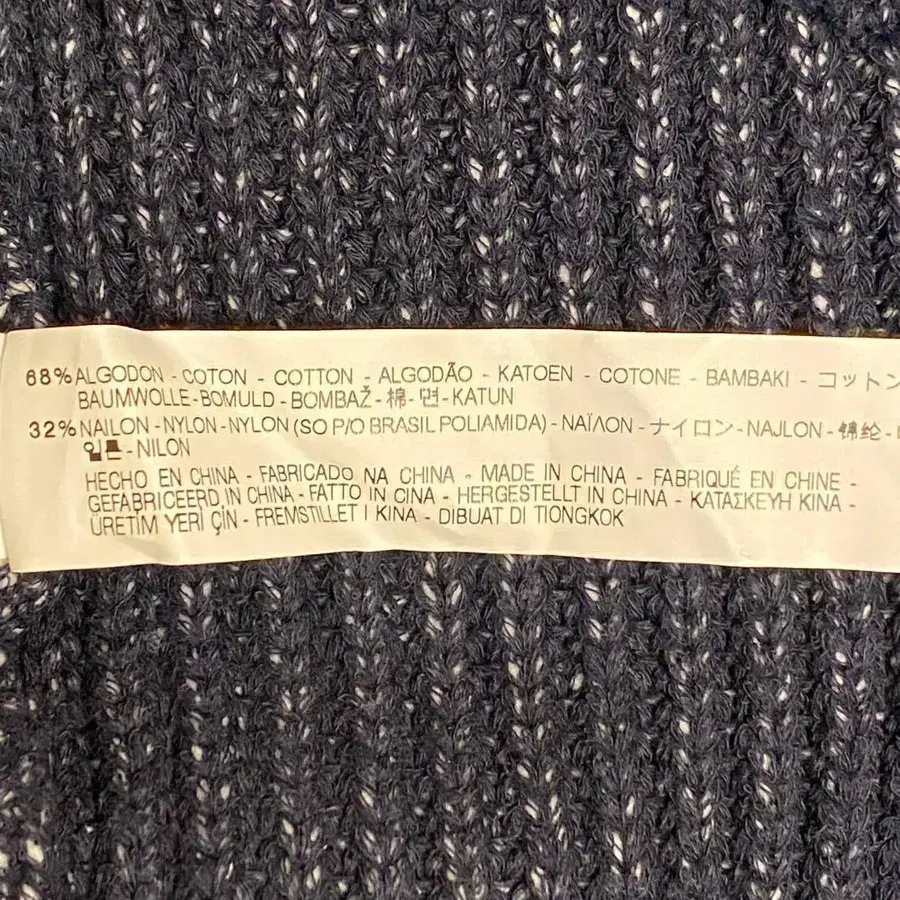 68% ALGODON - COTON - COTTON - ALGODÃO - KATOEN - COTONE - BAMBAKI - コットン
BAUMWOLLE-BOMULD-BOMBAŽ-棉-면-KATUN
32% NAILON-NYLON-NYLON (SO P/O BRASIL POLIAMIDA)-NAÏΛON-ナイロン-NAJLON-锦纶-
일론-NILON
HECHO EN CHINA - FABRICADO NA CHINA - MADE IN CHINA - FABRIQUÉ EN CHINE -
GEFABRICEERD IN CHINA - FATTO IN CINA - HERGESTELLT IN CHINA - ΚΑΤΑΣΚΕΥΗ ΚΙΝΑ -
ÜRETİM YERİ ÇİN - FREMSTILLET I KINA - DIBUAT DI TIONGKOK